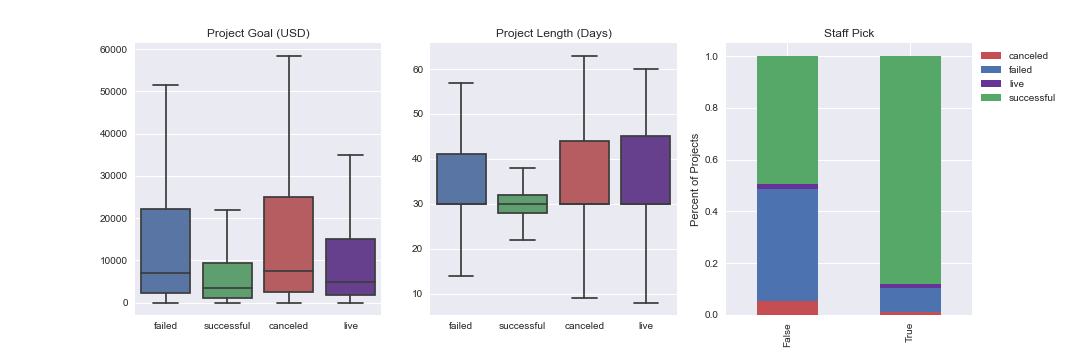 Project Goal (USD)
60000
50000
40000
30000
20000
10000
0
failed successful canceled live
Project Length (Days)
60
50
40
30
20
10
failed successful canceled live
Staff Pick
Percent of Projects
1.0
0.8
0.6
0.4
0.2
0.0
False True
canceled
failed
live
successful